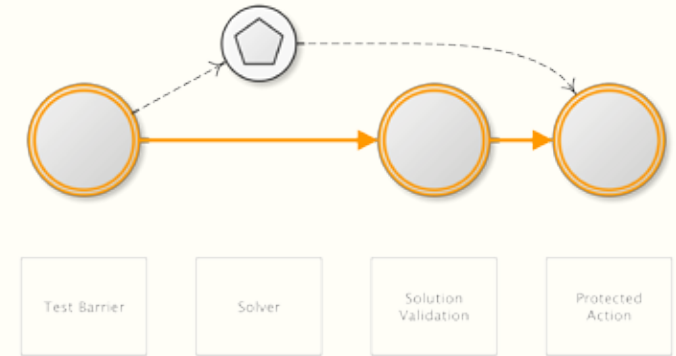 Test Barrier
Solver
Solution
Validation
Protected
Action